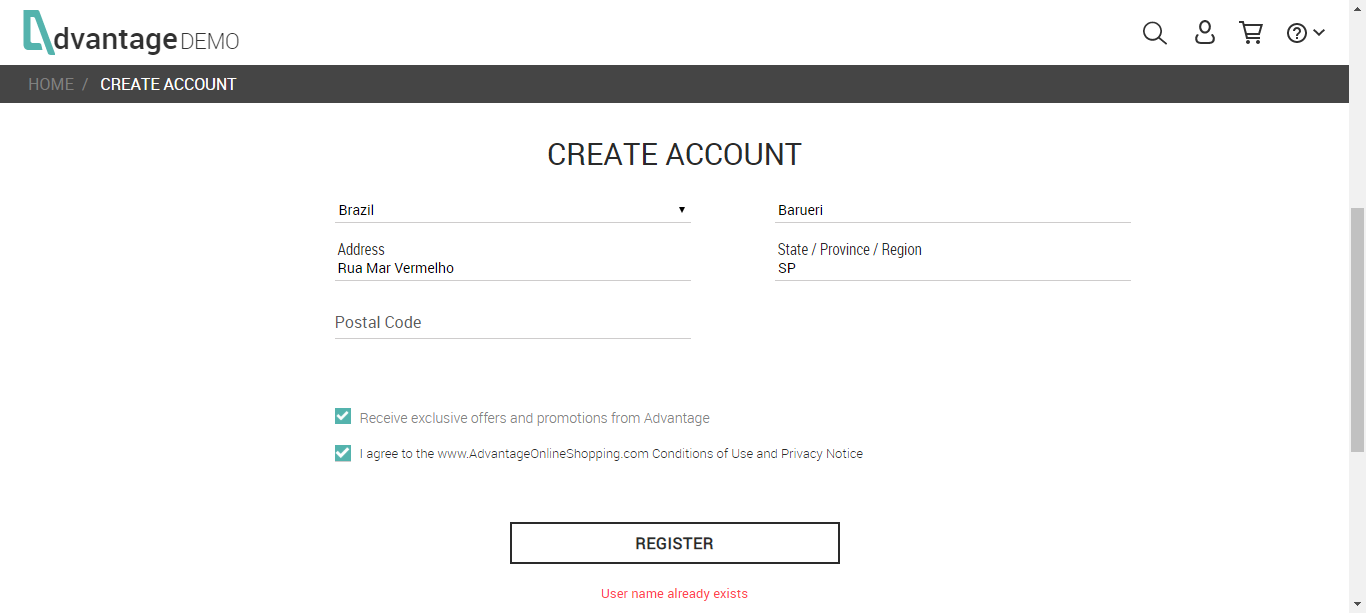 dvantage DEMO
HOME / CREATE ACCOUNT
CREATE ACCOUNT
Brazil
Barueri
Address
Rua Mar Vermelho
State / Province / Region
SP
Postal Code
Receive exclusive offers and promotions from Advantage
I agree to the www.AdvantageOnlineShopping.com Conditions of Use and Privacy Notice
REGISTER
User name already exists